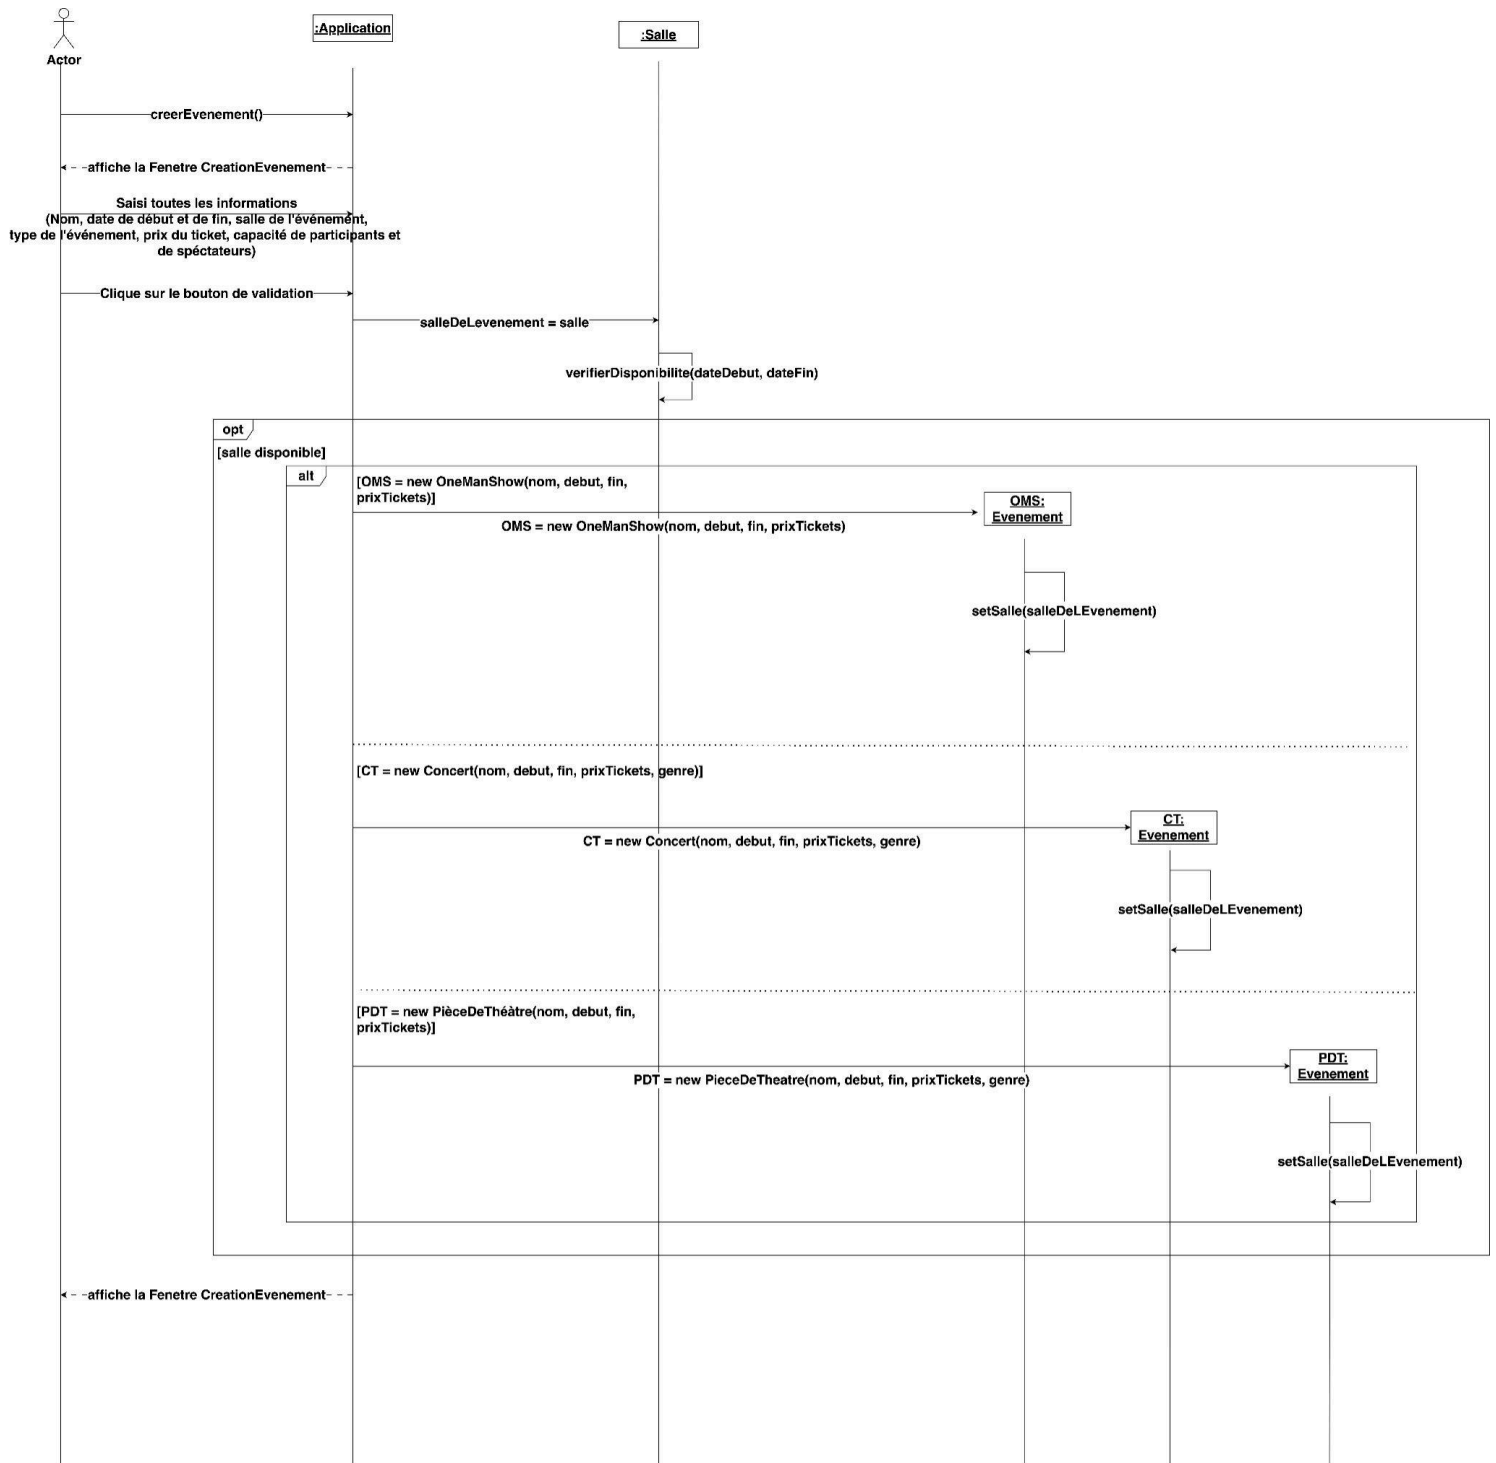 :Application
:Salle
Actor
creerEvenement()
affiche la Fenetre CreationEvenement
Saisi toutes les informations
(Nom, date de début et de fin, salle de l'événement,
type de l'événement, prix du ticket, capacité de participants et
de spéctateurs)
Clique sur le bouton de validation
salleDeLevenement = salle
verifierDisponibilite(dateDebut, dateFin)
opt
[salle disponible]
alt
[OMS = new OneManShow(nom, debut, fin,
prixTickets)]
OMS:
Evenement
OMS = new OneManShow(nom, debut, fin, prixTickets)
setSalle(salleDeLEvenement)
[CT = new Concert(nom, debut, fin, prixTickets, genre)]
CT:
Evenement
CT = new Concert(nom, debut, fin, prixTickets, genre)
setSalle(salleDeLEvenement)
[PDT = new PièceDeThéàtre(nom, debut, fin,
prixTickets)]
PDT:
Evenement
PDT = new PieceDeTheatre(nom, debut, fin, prixTickets, genre)
setSalle(salleDeLEvenement)
affiche la Fenetre CreationEvenement